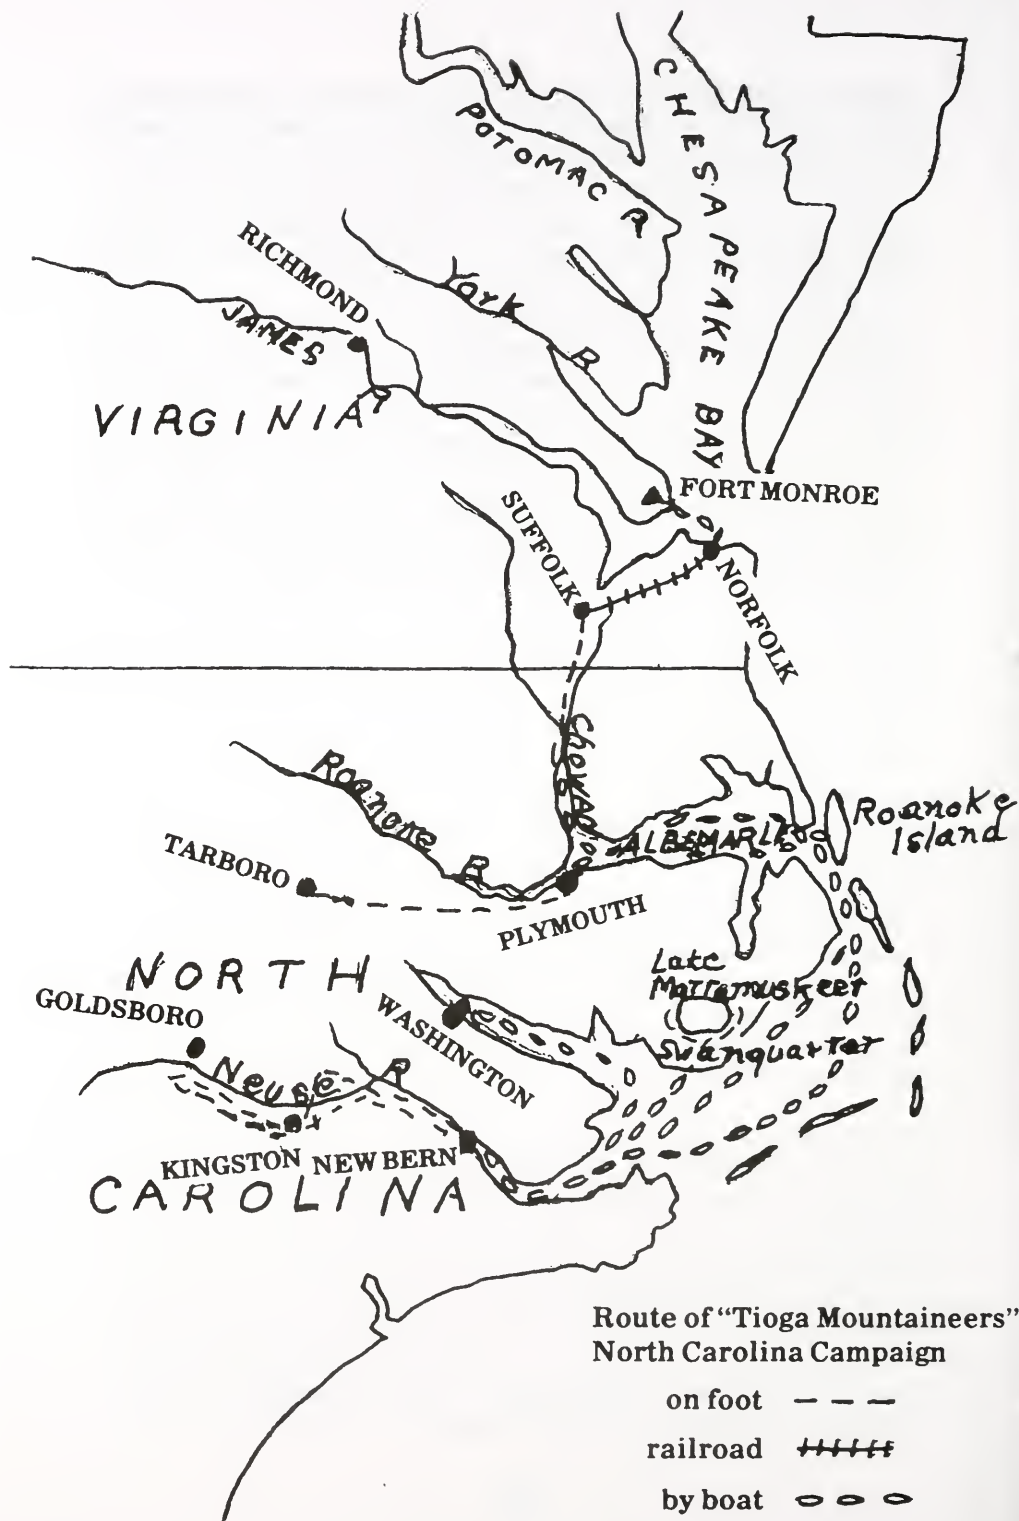 CHESAPEAKE BAY
POTOMAC R
RICHMOND
York R
JAMES
R
VIRGINIA
FORT MONROE
SUFFOLK
NORFOLK
Chowan
Roanoke R
ALBEMARLE
Roanoke
Island
TARBORO
PLYMOUTH
NORTH
Lake
Mattamuskeet
GOLDSBORO
WASHINGTON
Swanquarter
Neuse R
KINGSTON
NEW BERN
CAROLINA
Route of “Tioga Mountaineers”
North Carolina Campaign
on foot
railroad
by boat